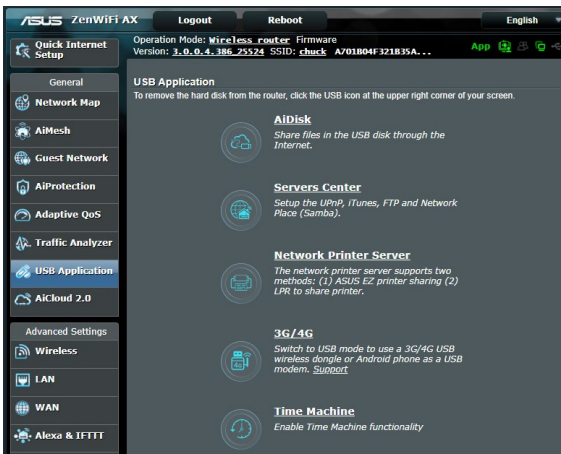 ASUS ZenWiFi AX Logout Reboot English
Quick Internet Setup
Operation Mode: Wireless router Firmware
Version: 3.0.0.4.386_25524 SSID: chuck A701B04F321B35A... App
General
Network Map
AiMesh
Guest Network
AiProtection
Adaptive QoS
Traffic Analyzer
USB Application
AiCloud 2.0
Advanced Settings
Wireless
LAN
WAN
Alexa & IFTTT
USB Application
To remove the hard disk from the router, click the USB icon at the upper right corner of your screen.
AiDisk
Share files in the USB disk through the
Internet.
Servers Center
Setup the UPnP, iTunes, FTP and Network
Place (Samba).
Network Printer Server
The network printer server supports two
methods: (1) ASUS EZ printer sharing (2)
LPR to share printer.
3G/4G
Switch to USB mode to use a 3G/4G USB
wireless dongle or Android phone as a USB
modem. Support
4G
Time Machine
Enable Time Machine functionality